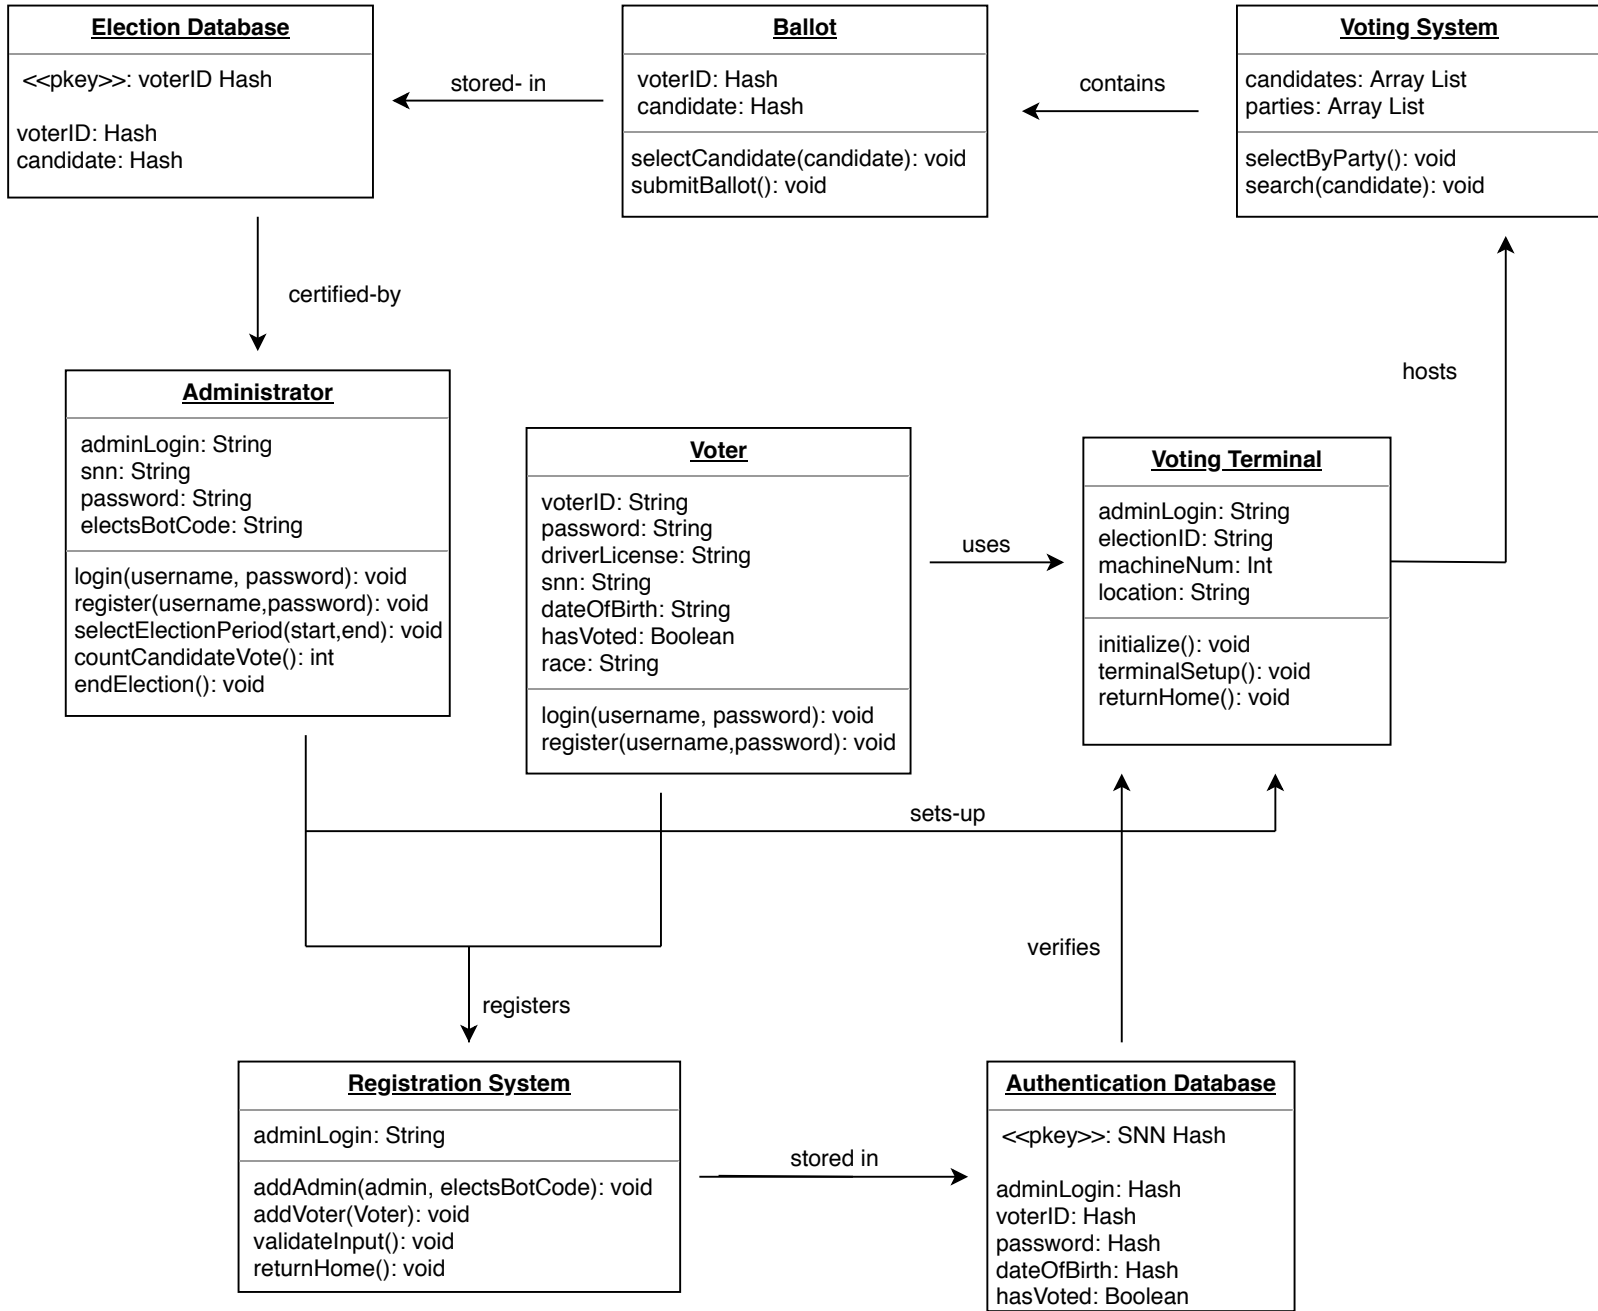 Election Database
<<pkey>>: voterID Hash
voterID: Hash
candidate: Hash
stored- in
Ballot
voterID: Hash
candidate: Hash
selectCandidate(candidate): void
submitBallot(): void
contains
Voting System
candidates: Array List
parties: Array List
selectByParty(): void
search(candidate): void
certified-by
hosts
Administrator
adminLogin: String
snn: String
password: String
electsBotCode: String
login(username, password): void
register(username,password): void
selectElectionPeriod(start,end): void
countCandidateVote(): int
endElection(): void
Voter
voterID: String
password: String
driverLicense: String
snn: String
dateOfBirth: String
hasVoted: Boolean
race: String
login(username, password): void
register(username,password): void
uses
Voting Terminal
adminLogin: String
electionID: String
machineNum: Int
location: String
initialize(): void
terminalSetup(): void
returnHome(): void
sets-up
verifies
registers
Registration System
adminLogin: String
addAdmin(admin, electsBotCode): void
addVoter(Voter): void
validateInput(): void
returnHome(): void
stored in
Authentication Database
<<pkey>>: SNN Hash
adminLogin: Hash
voterID: Hash
password: Hash
dateOfBirth: Hash
hasVoted: Boolean